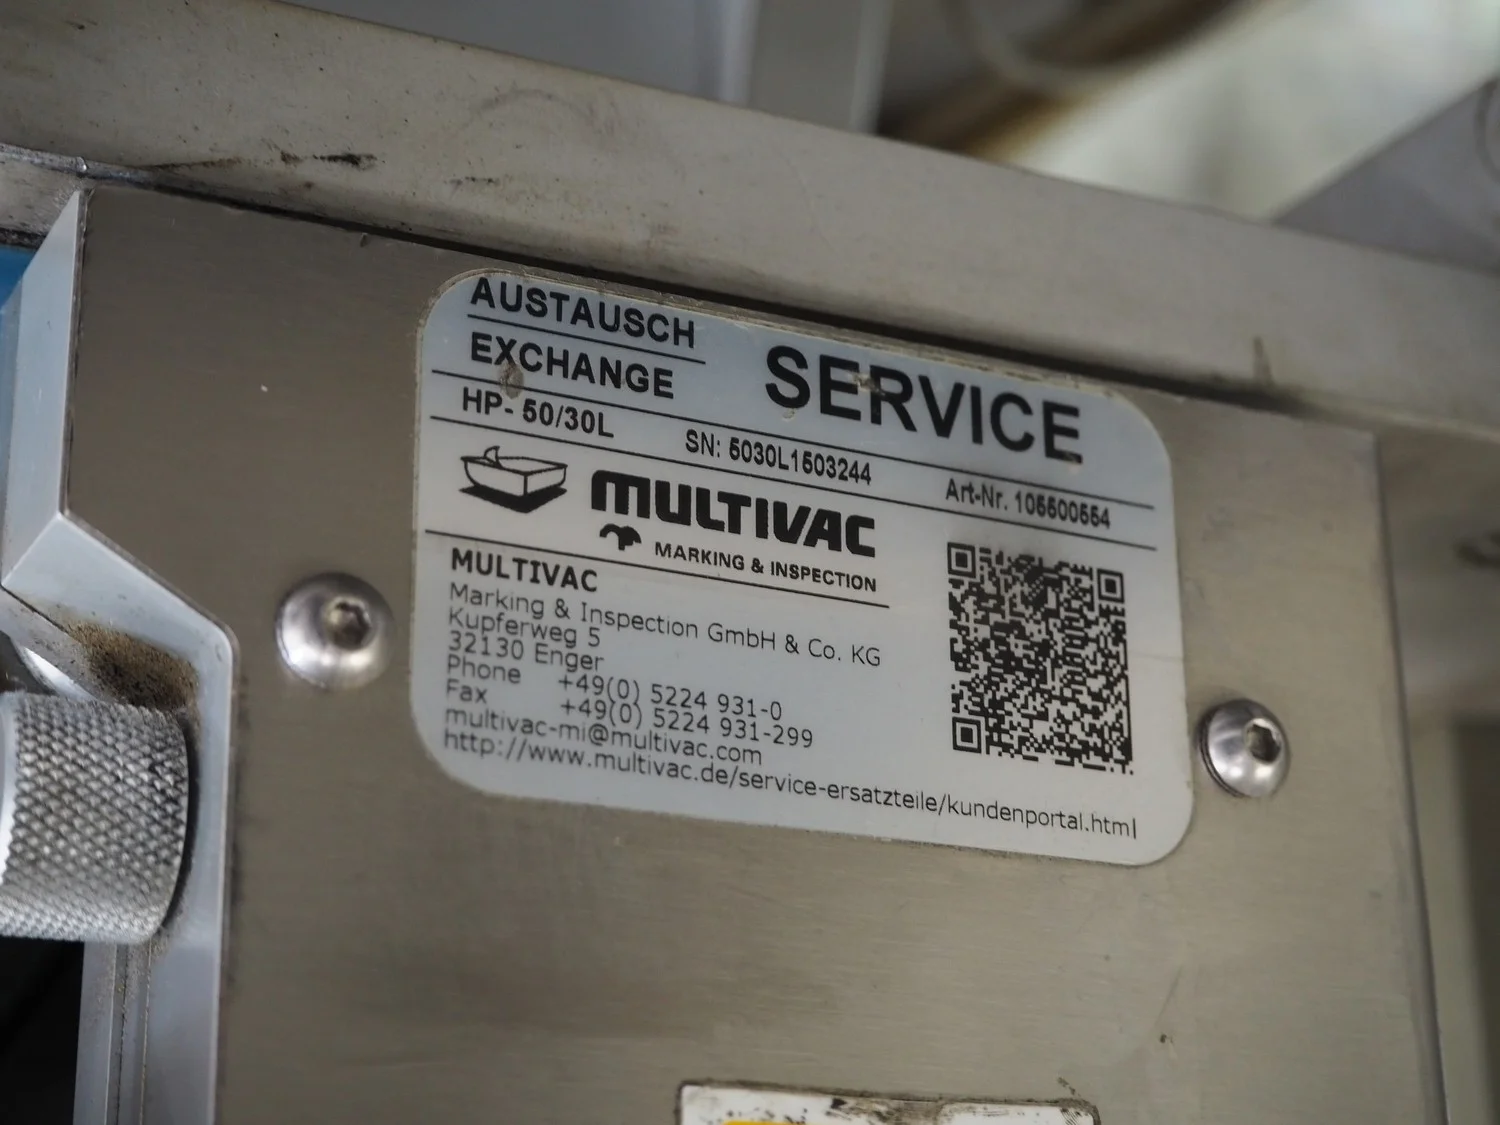 AUSTAUSCH
EXCHANGE
SERVICE
HP- 50/30L
SN: 5030L1503244
Art-Nr. 105500554
MULTIVAC
MARKING & INSPECTION
MULTIVAC
Marking & Inspection GmbH & Co. KG
Kupferweg 5
32130 Enger
Phone +49(0) 5224 931-0
Fax +49(0) 5224 931-299
multivac-mi@multivac.com
http://www.multivac.de/service-ersatzteile/kundenportal.html